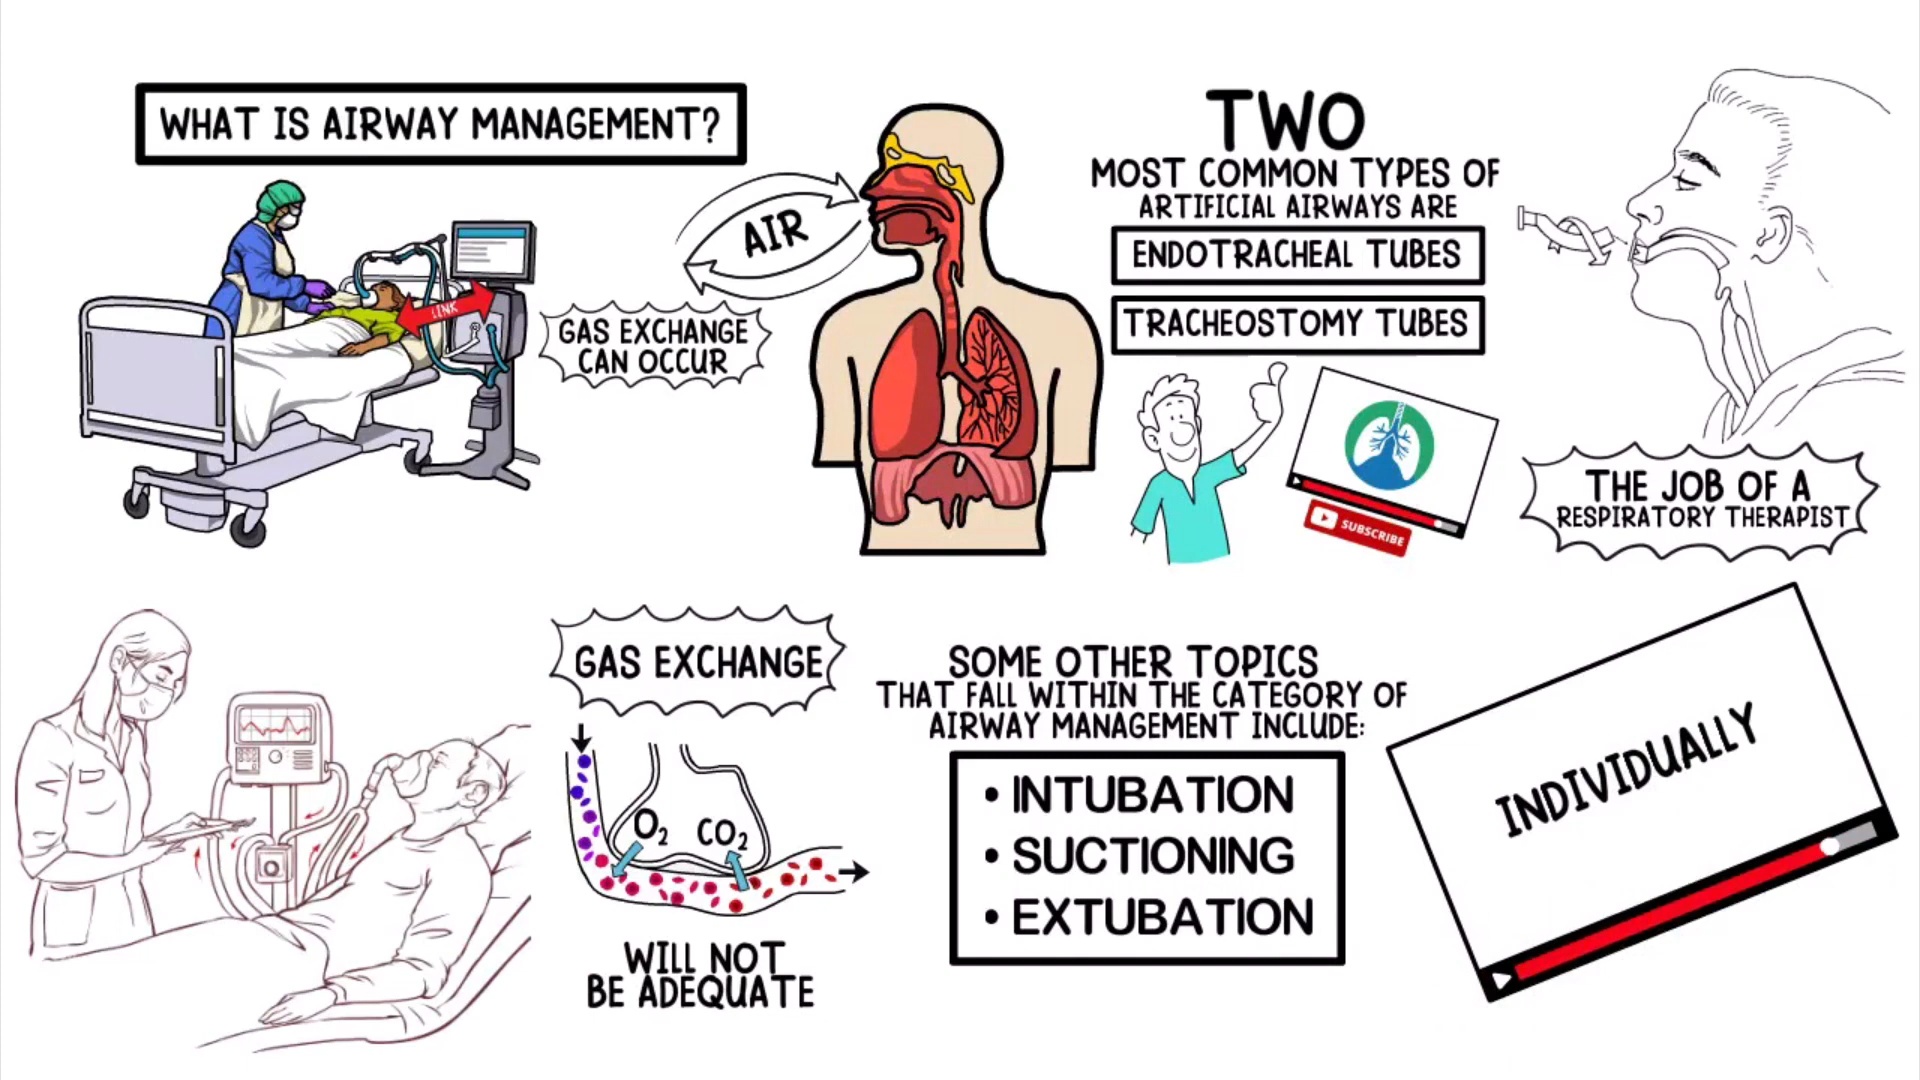 WHAT IS AIRWAY MANAGEMENT?
LINK
AIR
GAS EXCHANGE
CAN OCCUR
TWO
MOST COMMON TYPES OF
ARTIFICIAL AIRWAYS ARE
ENDOTRACHEAL TUBES
TRACHEOSTOMY TUBES
SUBSCRIBE
THE JOB OF A
RESPIRATORY THERAPIST
GAS EXCHANGE
O₂ CO₂
WILL NOT
BE ADEQUATE
SOME OTHER TOPICS
THAT FALL WITHIN THE CATEGORY OF
AIRWAY MANAGEMENT INCLUDE:
• INTUBATION
• SUCTIONING
• EXTUBATION
INDIVIDUALLY